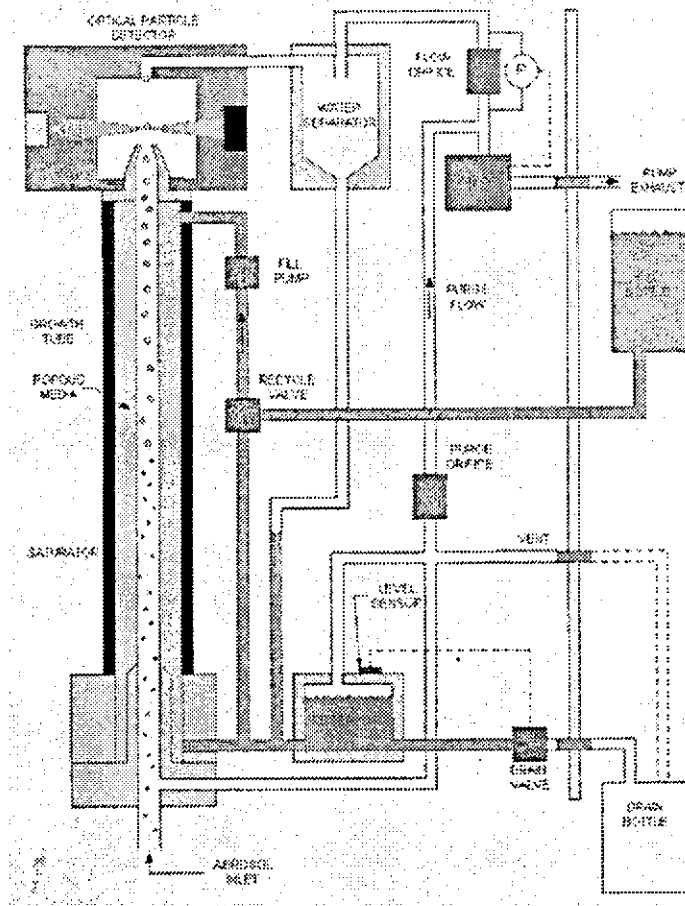 OPTICAL PARTICLE
DETECTOR
FLOW
ORIFICE
P
WATER
SEPARATOR
PUMP
EXHAUST
FILL
PUMP
PURGE
FLOW
GROWTH
TUBE
POROUS
MEDIA
RECYCLE
VALVE
PURGE
ORIFICE
SATURATOR
VENT
LEVEL
SENSOR
DRAIN
VALVE
DRAIN
BOTTLE
AEROSOL
INLET